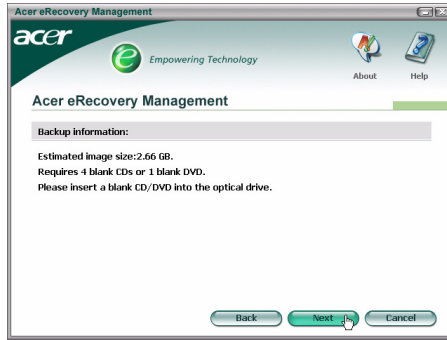 Acer eRecovery Management
acer
e Empowering Technology
About
Help
Acer eRecovery Management
Backup information:
Estimated image size:2.66 GB.
Requires 4 blank CDs or 1 blank DVD.
Please insert a blank CD/DVD into the optical drive.
Back
Next
Cancel